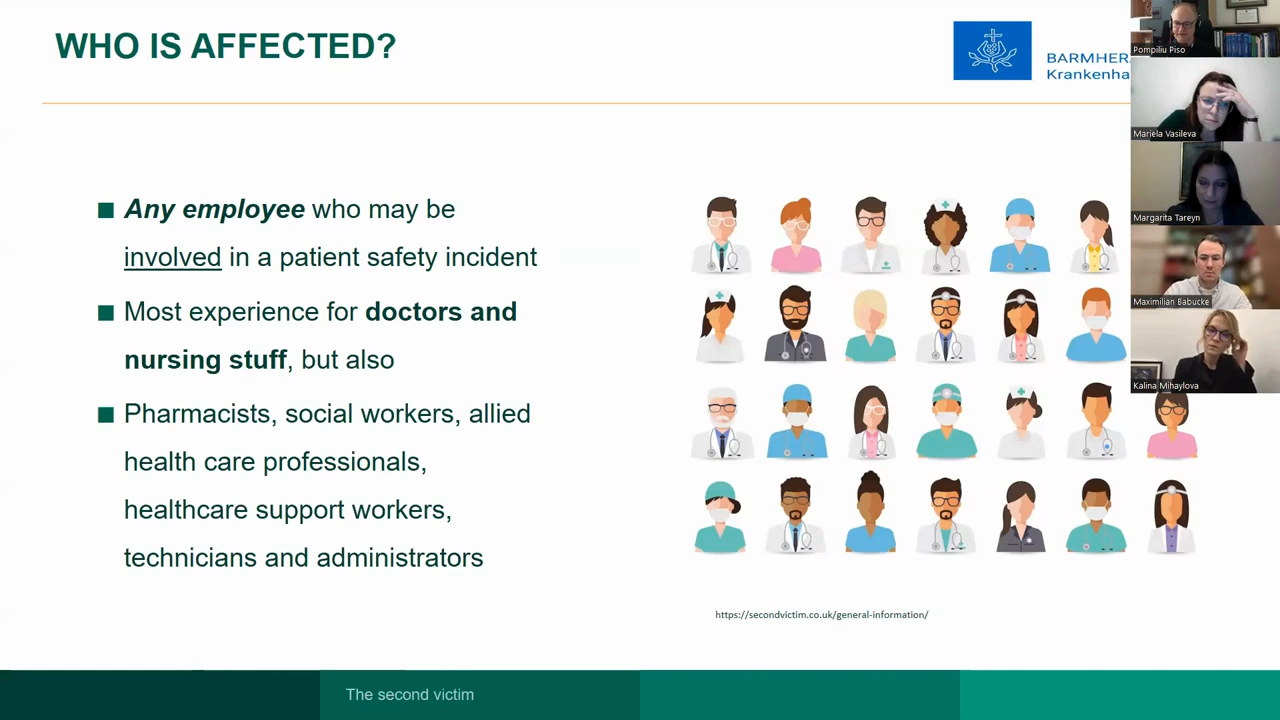 WHO IS AFFECTED?
BARMHER
Krankenha
Any employee who may be
involved in a patient safety incident
Most experience for doctors and
nursing stuff, but also
Pharmacists, social workers, allied
health care professionals,
healthcare support workers,
technicians and administrators
https://secondvictim.co.uk/general-information/
The second victim
Pompiliu Piso
Mariela Vasileva
Margarita Tareyn
Maximilian Babucke
Kalina Mihaylova